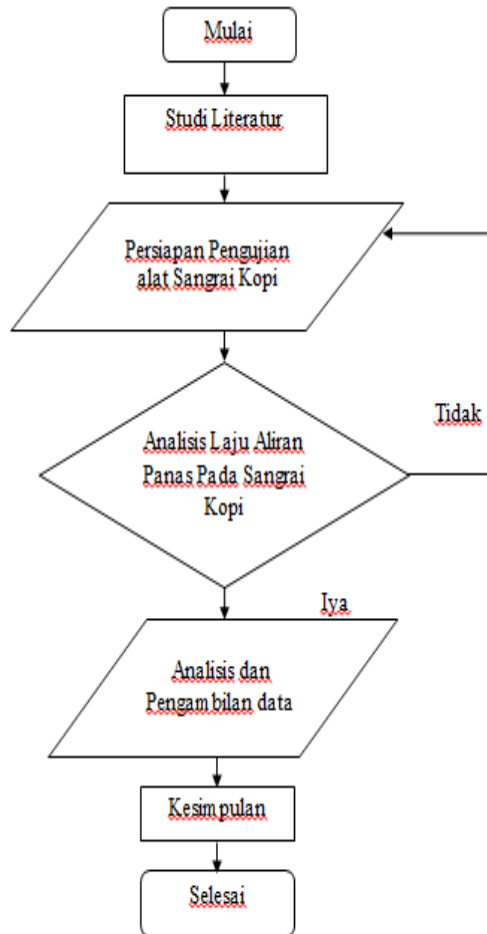 Mulai
Studi Literatur
Persiapan Pengujian
alat Sangrai Kopi
Analisis Laju Aliran
Panas Pada Sangrai
Kopi
Tidak
Iya
Analisis dan
Pengambilan data
Kesimpulan
Selesai